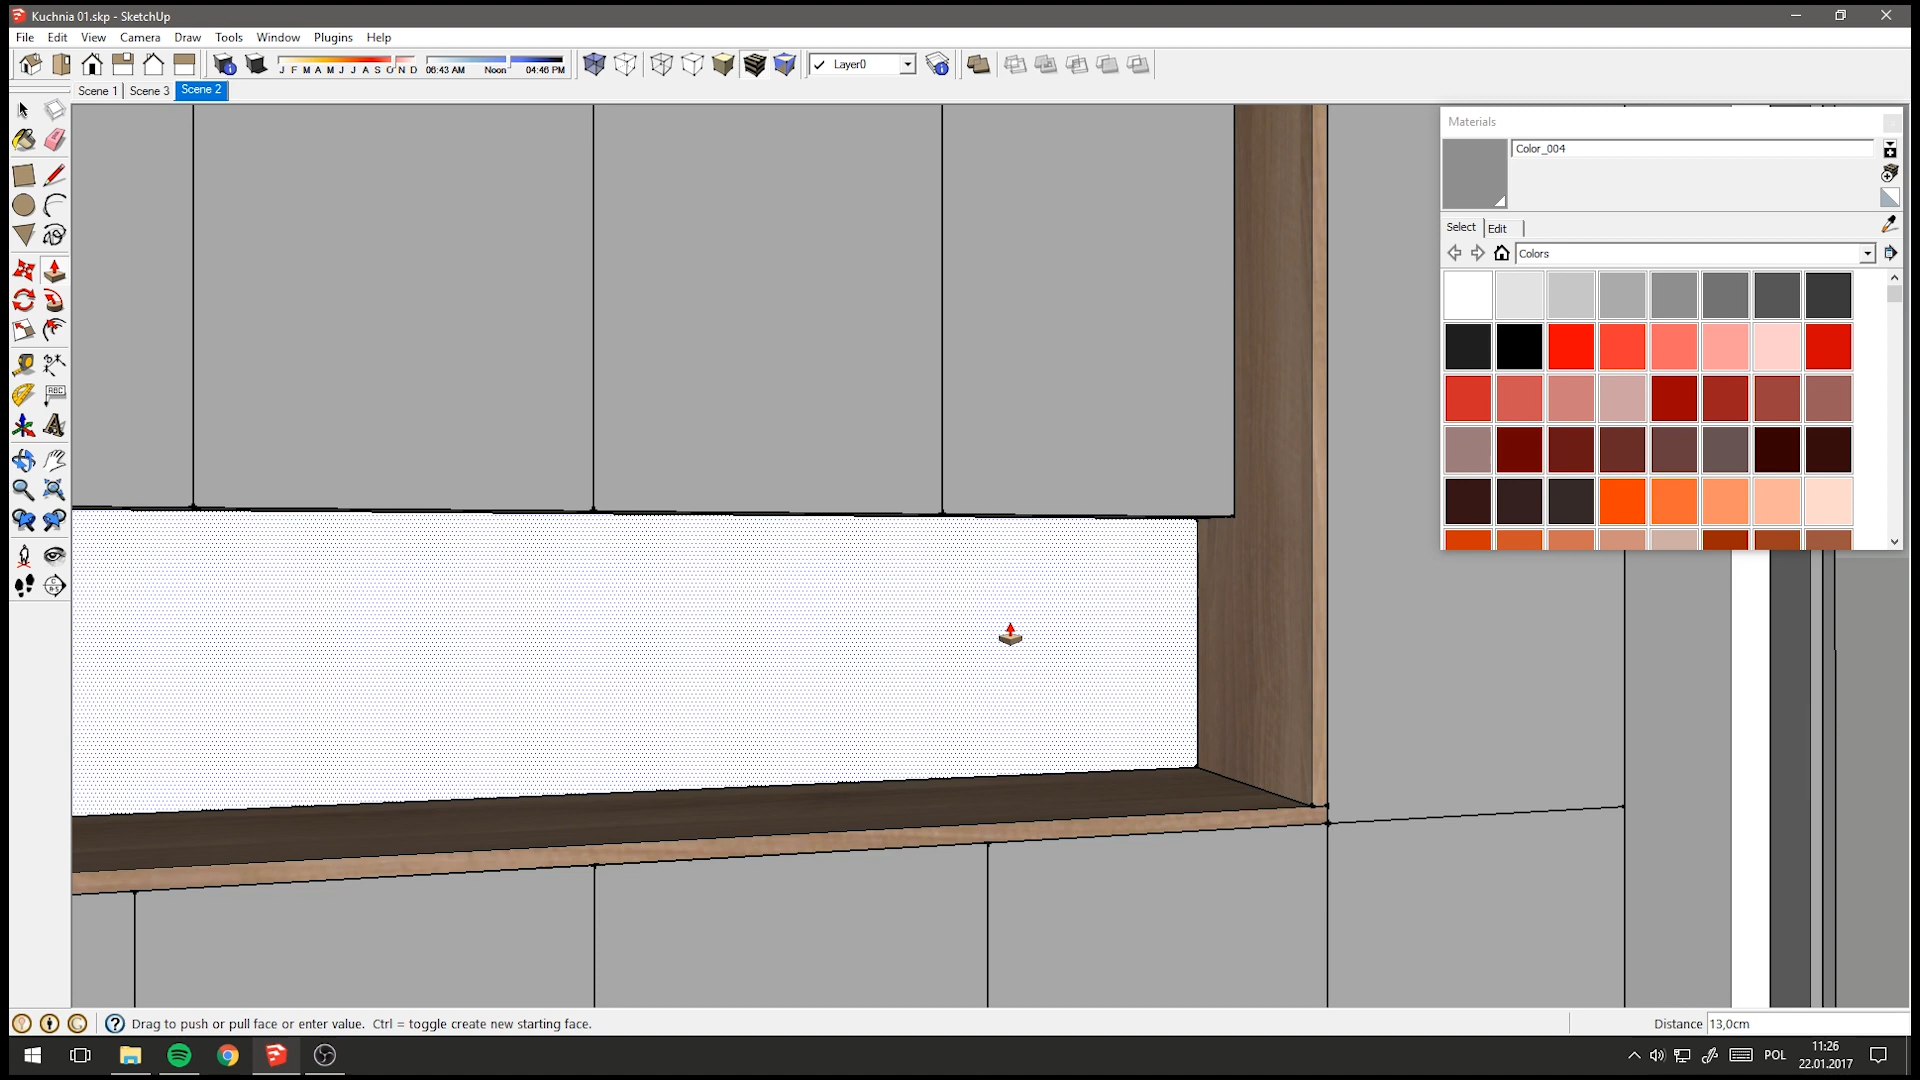 Kuchnia 01.skp - SketchUp
File Edit View Camera Draw Tools Window Plugins Help
J F M A M J J A S O N D 06:43 AM Noon 04:46 PM
Layer0
Scene 1 Scene 3 Scene 2
Materials
Color_004
Select Edit
Colors
ABC
Drag to push or pull face or enter value. Ctrl = toggle create new starting face.
Distance 13,0cm
POL
11:26
22.01.2017